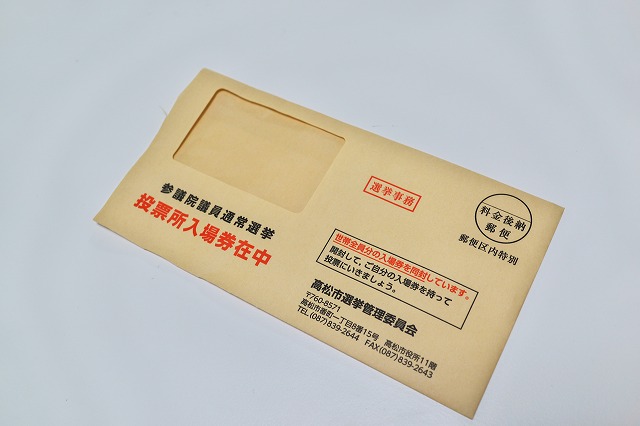 選挙事務
料金後納
郵便
郵便区内特別
参議院議員通常選挙
投票所入場券在中
世帯全員分の入場券を同封しています。
開封して、ご自分の入場券を持って
投票にいきましょう。
高松市選挙管理委員会
〒760-8571
高松市番町一丁目8番15号 高松市役所11階
TEL(087)839-2644 FAX(087)839-2643